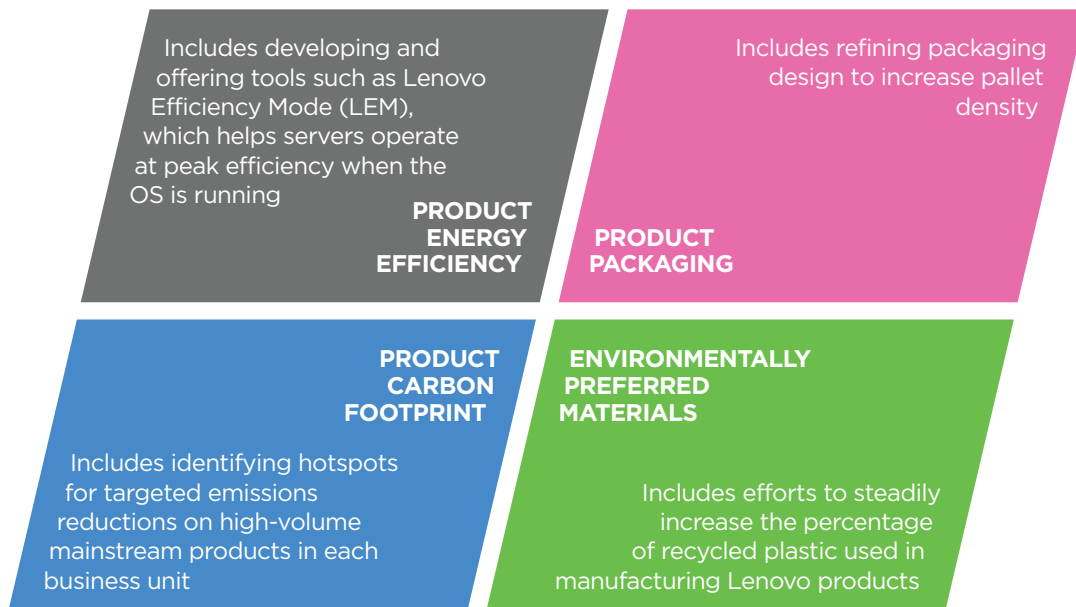 Includes developing and
offering tools such as Lenovo
Efficiency Mode (LEM),
which helps servers operate
at peak efficiency when the
OS is running
PRODUCT
ENERGY
EFFICIENCY
Includes refining packaging
design to increase pallet
density
PRODUCT
PACKAGING
PRODUCT
CARBON
FOOTPRINT
Includes identifying hotspots
for targeted emissions
reductions on high-volume
mainstream products in each
business unit
ENVIRONMENTALLY
PREFERRED
MATERIALS
Includes efforts to steadily
increase the percentage
of recycled plastic used in
manufacturing Lenovo products